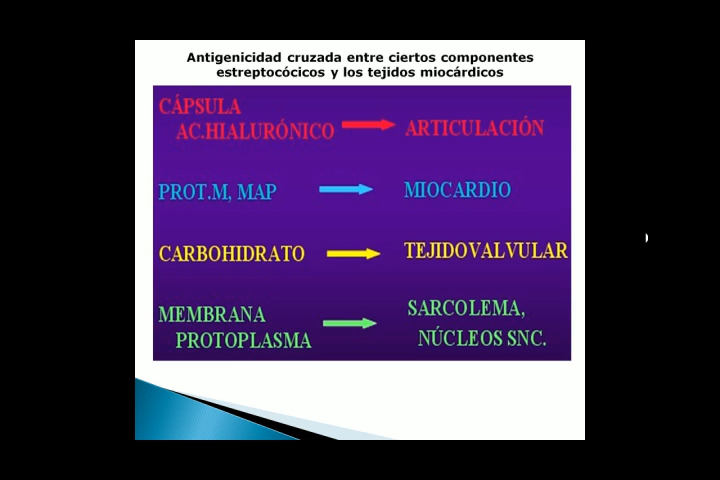 Antigenicidad cruzada entre ciertos componentes
estreptocócicos y los tejidos miocárdicos
CÁPSULA
AC.HIALURÓNICO
ARTICULACIÓN
PROT.M, MAP
MIOCARDIO
CARBOHIDRATO
TEJIDOVALVULAR
MEMBRANA
PROTOPLASMA
SARCOLEMA,
NÚCLEOS SNC.